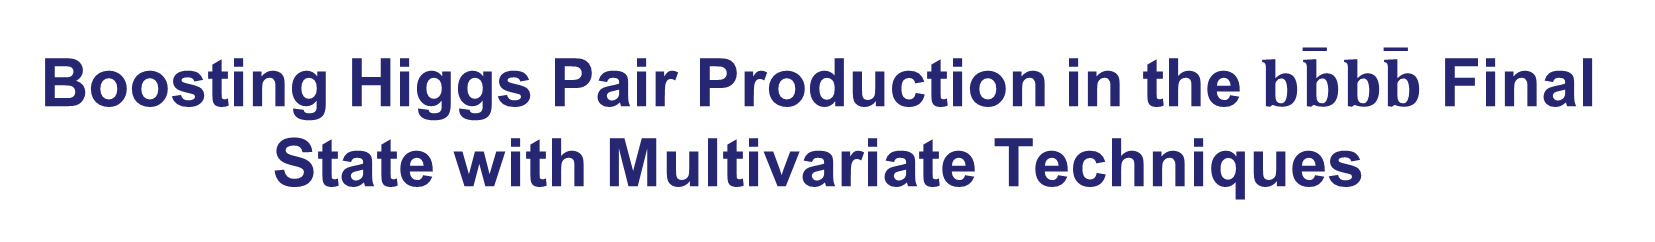 Boosting Higgs Pair Production in the bb̄bb̄ Final
State with Multivariate Techniques